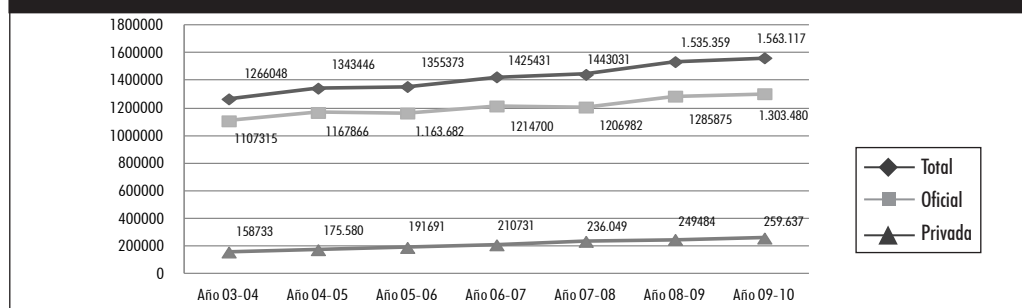 1800000
1600000
1400000
1200000
1000000
800000
600000
400000
200000
0
1266048 1343446 1355373 1425431 1443031 1.535.359 1.563.117
1107315 1167866 1.163.682 1214700 1206982 1285875 1.303.480
158733 175.580 191691 210731 236.049 249484 259.637
Año 03-04 Año 04-05 Año 05-06 Año 06-07 Año 07-08 Año 08-09 Año 09-10
Total
Oficial
Privada